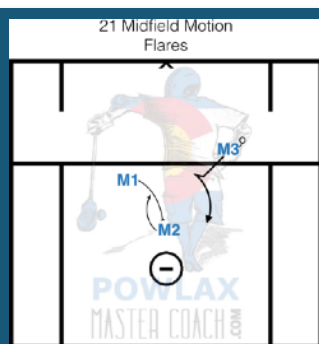 21 Midfield Motion
Flares
M3
M1
M2
POWLAX
MASTER COACH.COM